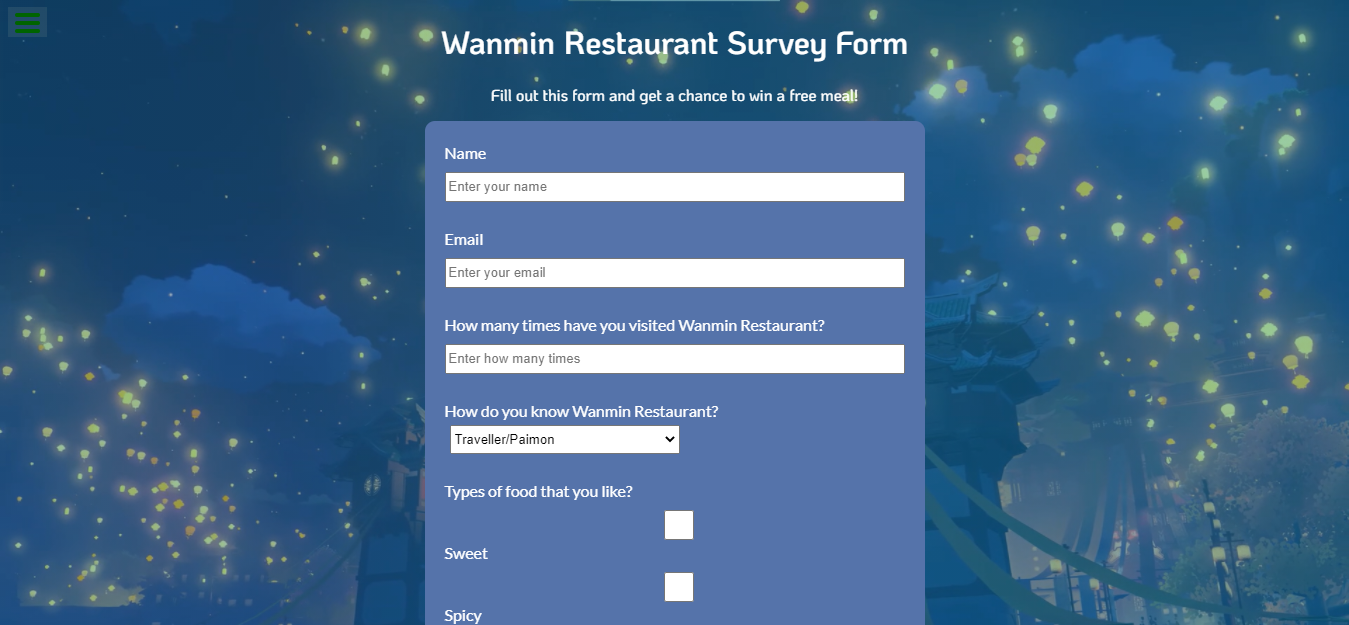 Wanmin Restaurant Survey Form
Fill out this form and get a chance to win a free meal!
Name
Enter your name
Email
Enter your email
How many times have you visited Wanmin Restaurant?
Enter how many times
How do you know Wanmin Restaurant?
Traveller/Paimon
Types of food that you like?
Sweet
Spicy